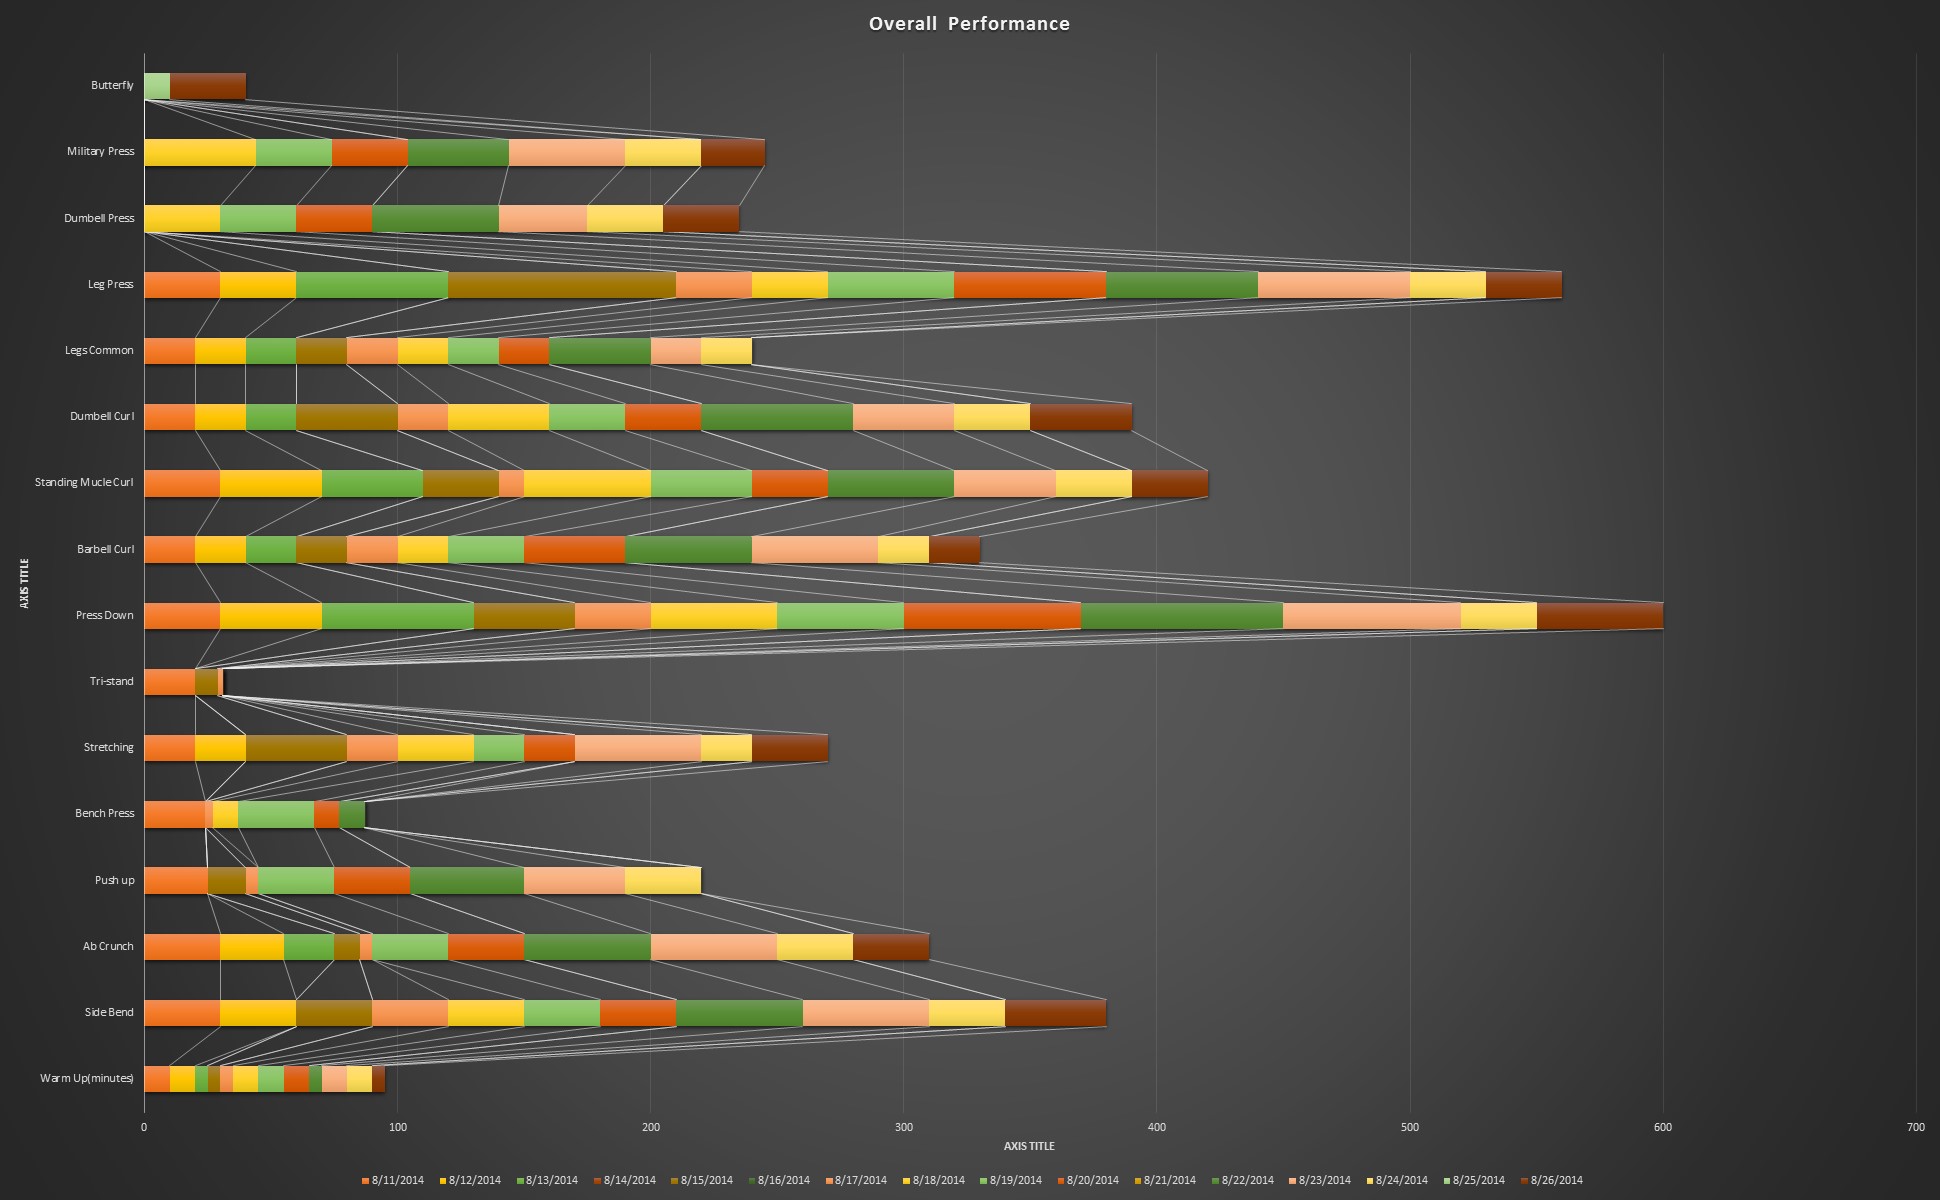 Overall Performance
Butterfly
Military Press
Dumbell Press
Leg Press
Legs Common
Dumbell Curl
Standing Mucle Curl
Barbell Curl
AXIS TITLE
Press Down
Tri-stand
Stretching
Bench Press
Push up
Ab Crunch
Side Bend
Warm Up(minutes)
0 100 200 300 400 500 600 700
AXIS TITLE
8/11/2014 8/12/2014 8/13/2014 8/14/2014 8/15/2014 8/16/2014 8/17/2014 8/18/2014 8/19/2014 8/20/2014 8/21/2014 8/22/2014 8/23/2014 8/24/2014 8/25/2014 8/26/2014